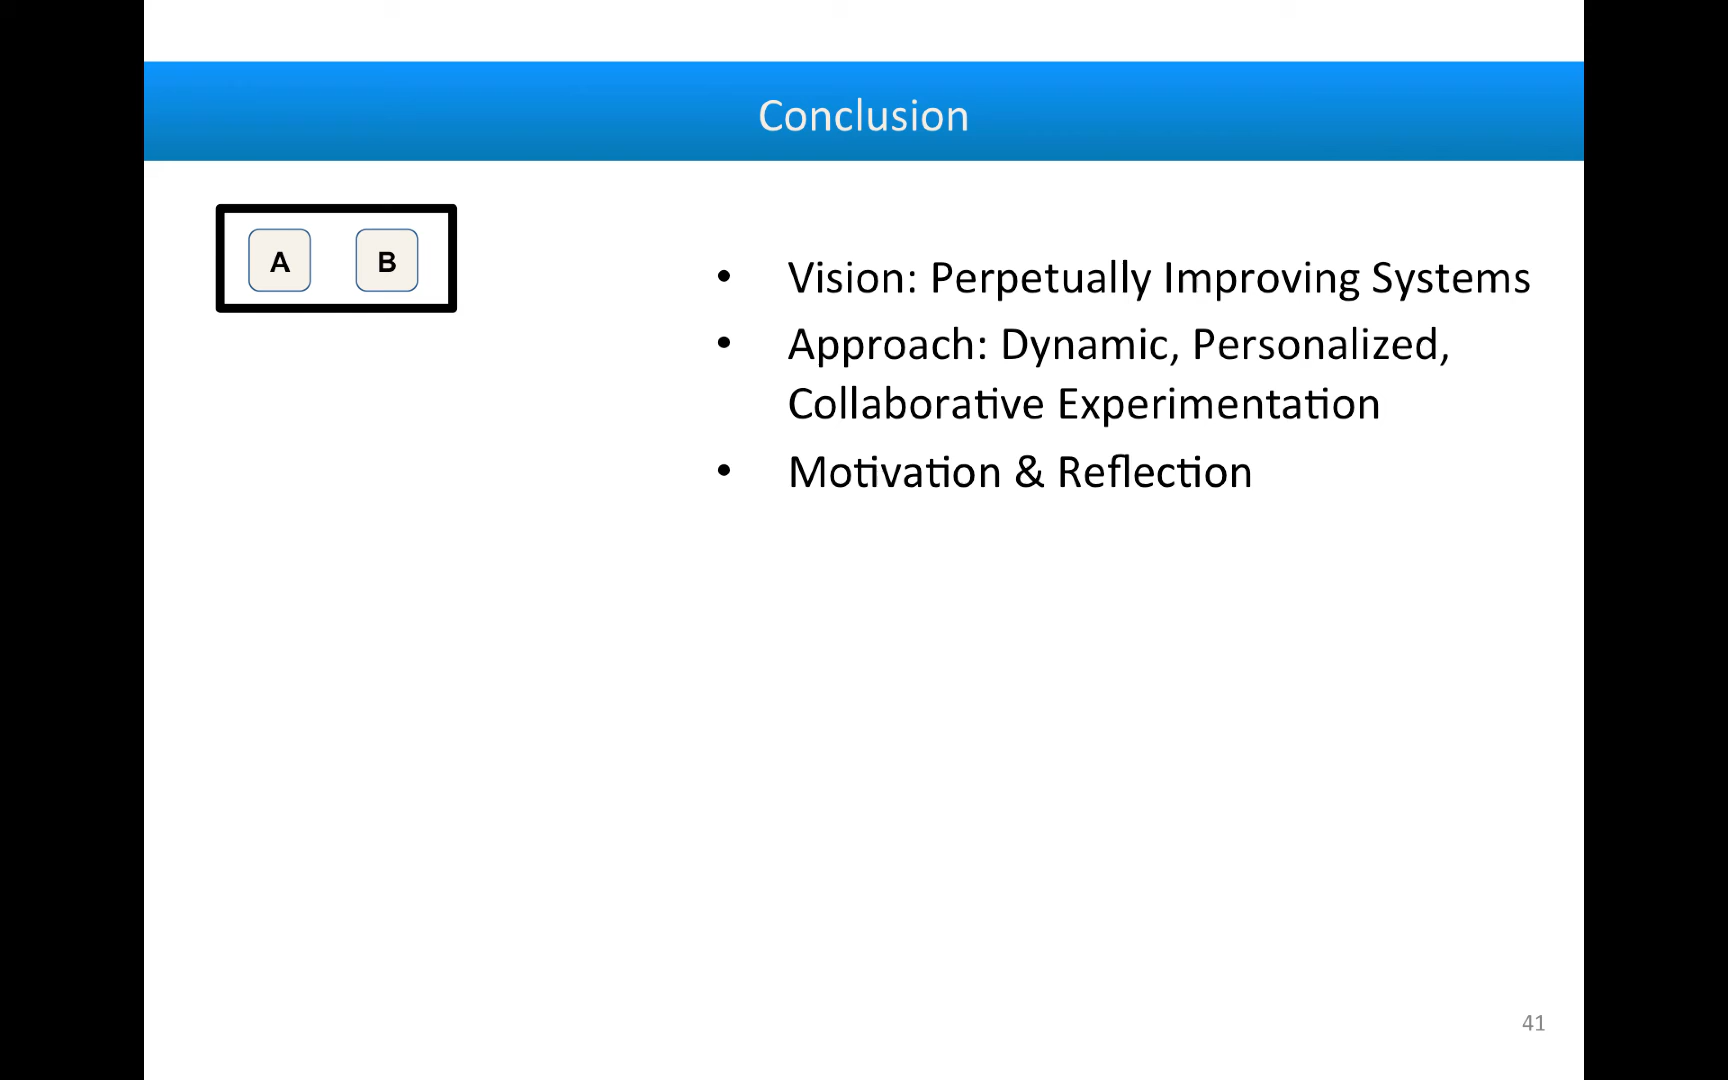 Conclusion
A B
• Vision: Perpetually Improving Systems
• Approach: Dynamic, Personalized,
Collaborative Experimentation
• Motivation & Reflection
41